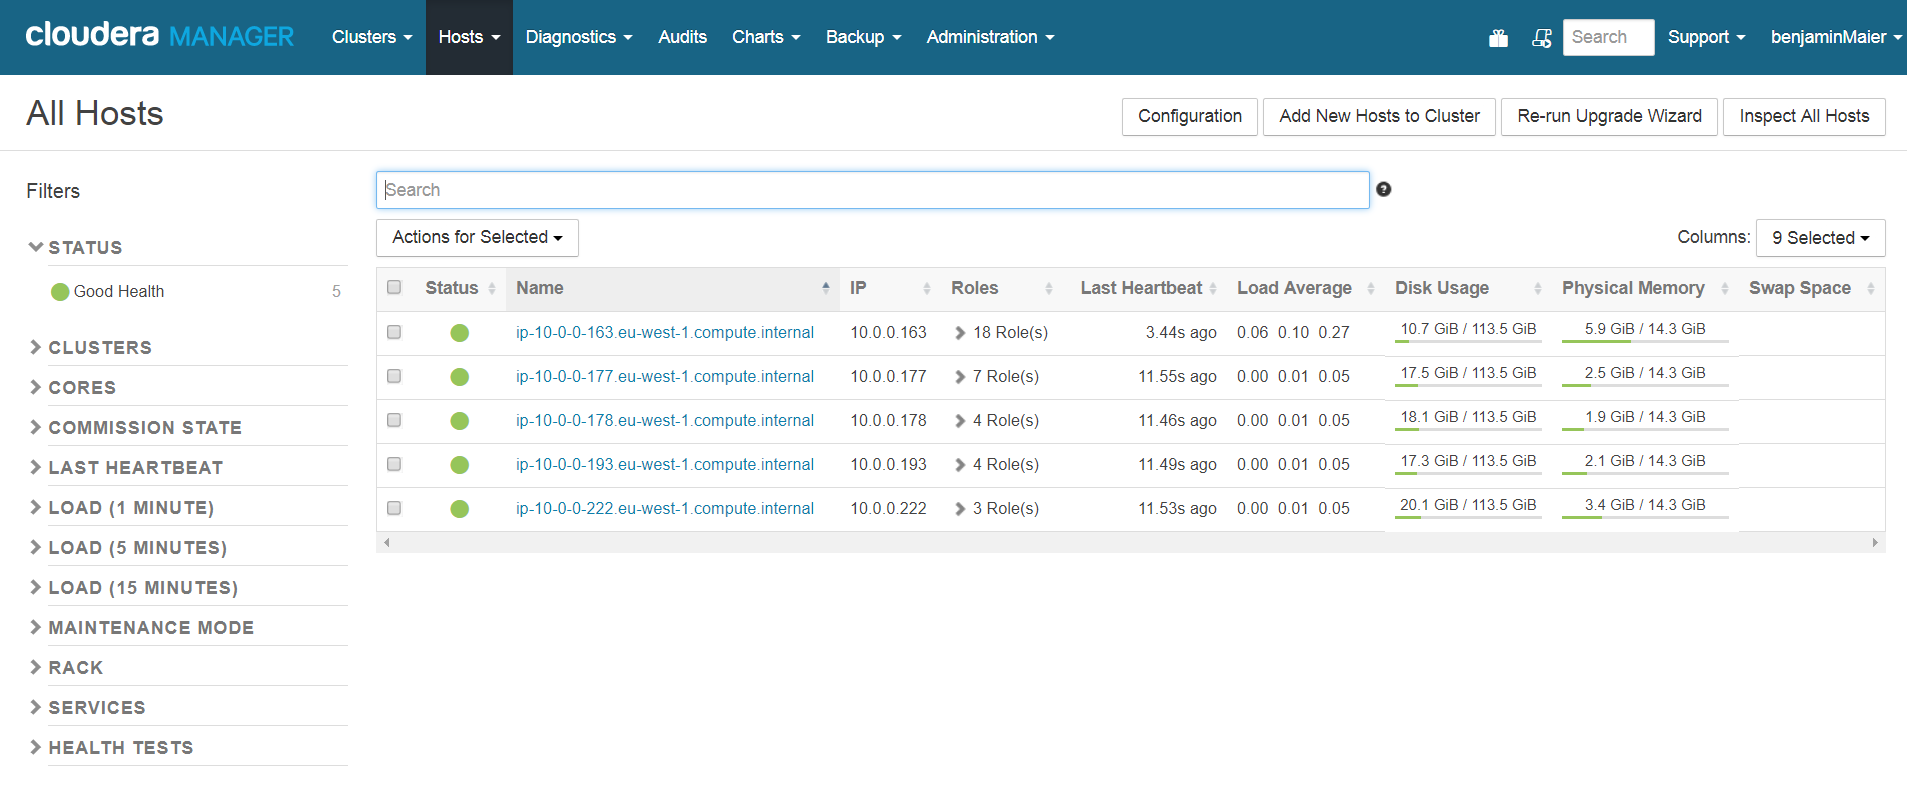 cloudera MANAGER Clusters Hosts Diagnostics Audits Charts Backup Administration Search Support benjaminMaier
All Hosts
Configuration Add New Hosts to Cluster Re-run Upgrade Wizard Inspect All Hosts
Filters
STATUS
Good Health 5
CLUSTERS
CORES
COMMISSION STATE
LAST HEARTBEAT
LOAD (1 MINUTE)
LOAD (5 MINUTES)
LOAD (15 MINUTES)
MAINTENANCE MODE
RACK
SERVICES
HEALTH TESTS
Search ?
Actions for Selected Columns: 9 Selected
Status Name IP Roles Last Heartbeat Load Average Disk Usage Physical Memory Swap Space
ip-10-0-0-163.eu-west-1.compute.internal 10.0.0.163 18 Role(s) 3.44s ago 0.06 0.10 0.27 10.7 GiB / 113.5 GiB 5.9 GiB / 14.3 GiB
ip-10-0-0-177.eu-west-1.compute.internal 10.0.0.177 7 Role(s) 11.55s ago 0.00 0.01 0.05 17.5 GiB / 113.5 GiB 2.5 GiB / 14.3 GiB
ip-10-0-0-178.eu-west-1.compute.internal 10.0.0.178 4 Role(s) 11.46s ago 0.00 0.01 0.05 18.1 GiB / 113.5 GiB 1.9 GiB / 14.3 GiB
ip-10-0-0-193.eu-west-1.compute.internal 10.0.0.193 4 Role(s) 11.49s ago 0.00 0.01 0.05 17.3 GiB / 113.5 GiB 2.1 GiB / 14.3 GiB
ip-10-0-0-222.eu-west-1.compute.internal 10.0.0.222 3 Role(s) 11.53s ago 0.00 0.01 0.05 20.1 GiB / 113.5 GiB 3.4 GiB / 14.3 GiB